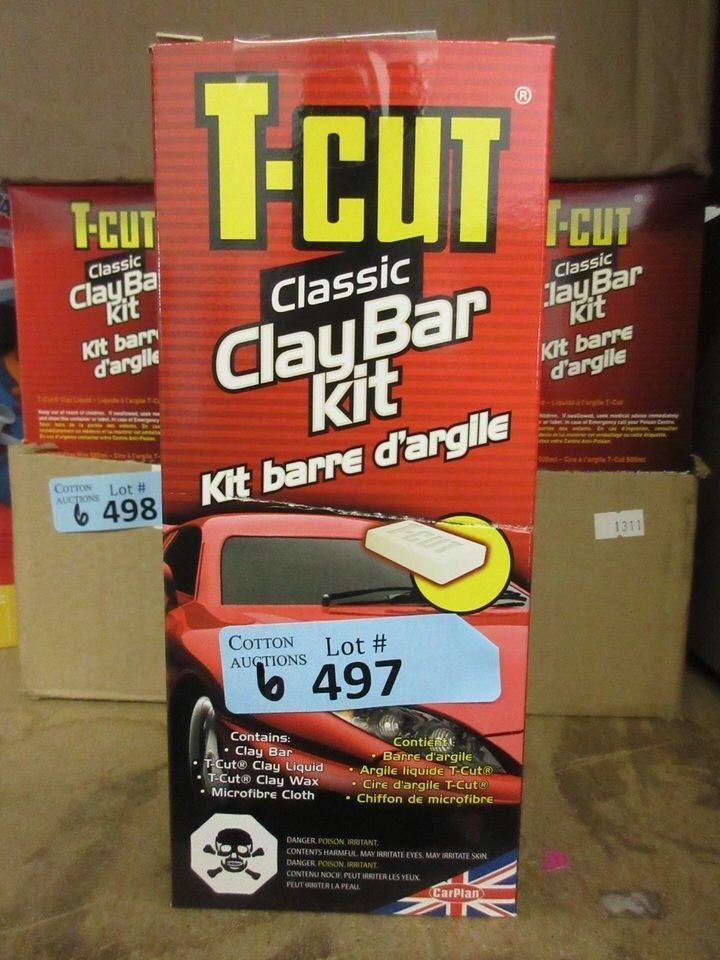 T-CUT®
Classic
Clay Bar
Kit
Kit barre d'argile
T-CUT
COTTON
AUCTIONS
Lot #
6 497
Contains:
• Clay Bar
• T-Cut® Clay Liquid
• T-Cut® Clay Wax
• Microfibre Cloth
Contient:
• Barre d'argile
• Argile liquide T-Cut®
• Cire d'argile T-Cut®
• Chiffon de microfibre
DANGER. POISON. IRRITANT.
CONTENTS HARMFUL. MAY IRRITATE EYES. MAY IRRITATE SKIN.
DANGER. POISON. IRRITANT.
CONTENU NOCIF. PEUT IRRITER LES YEUX.
PEUT IRRITER LA PEAU.
CarPlan
T-CUT
Classic
Clay Ba
Kit
Kit barr
d'argile
COTTON
AUCTIONS
Lot #
6 498
T-CUT®
Classic
Clay Bar
Kit
Kit barre
d'argile
1311